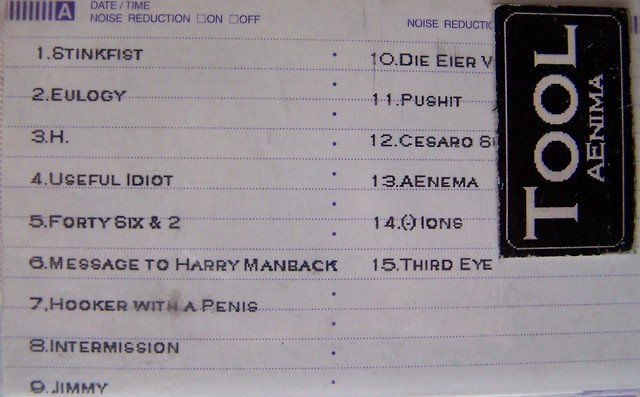 A
DATE / TIME
NOISE REDUCTION □ON □OFF
1.STINKFIST
2.EULOGY
3.H.
4.USEFUL IDIOT
5.FORTY SIX & 2
6.MESSAGE TO HARRY MANBACK
7.HOOKER WITH A PENIS
8.INTERMISSION
9.JIMMY
NOISE
10.DIE EIER
11.PUSHIT
12.CESARO
13.AENEMA
14.(-) IONS
15.THIRD EYE
TOOL
AENIMA